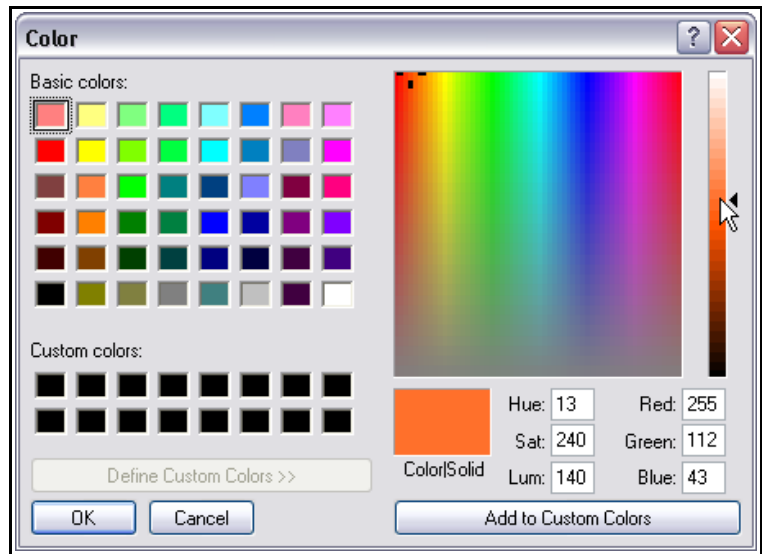 Color
Basic colors:
Custom colors:
Define Custom Colors >>
OK Cancel
Color|Solid
Hue: 13 Red: 255
Sat: 240 Green: 112
Lum: 140 Blue: 43
Add to Custom Colors